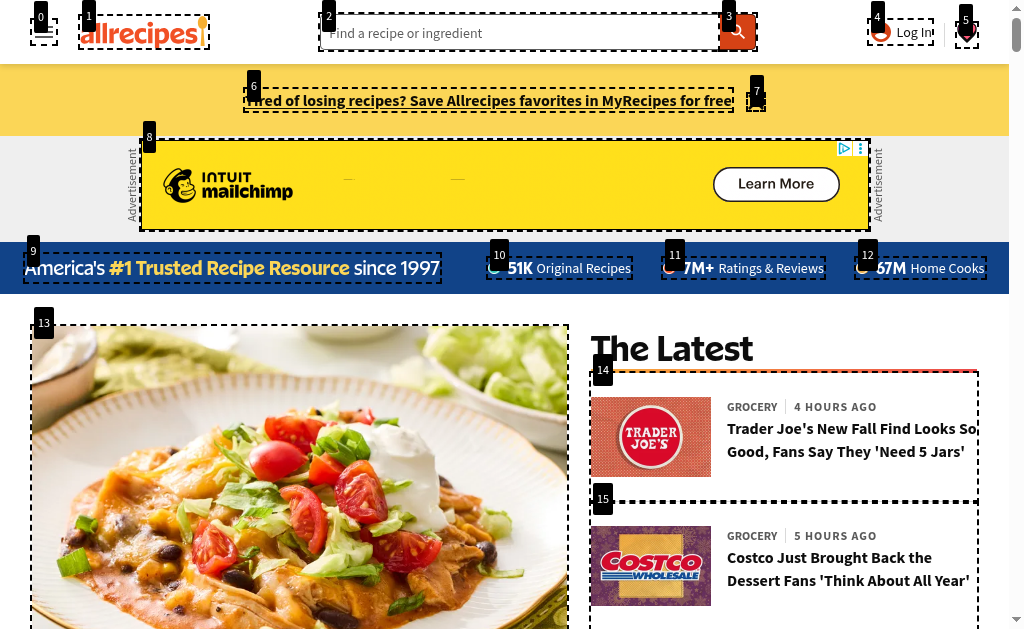 0
1
2
3
4
5
allrecipes
Find a recipe or ingredient
Log In
6
7
Tired of losing recipes? Save Allrecipes favorites in MyRecipes for free
8
Advertisement
INTUIT
mailchimp
Learn More
Advertisement
9
10
11
12
America's #1 Trusted Recipe Resource since 1997
51K Original Recipes
7M+ Ratings & Reviews
67M Home Cooks
13
The Latest
14
TRADER
JOE'S
GROCERY
4 HOURS AGO
Trader Joe's New Fall Find Looks So
Good, Fans Say They 'Need 5 Jars'
15
COSTCO
WHOLESALE
GROCERY
5 HOURS AGO
Costco Just Brought Back the
Dessert Fans 'Think About All Year'